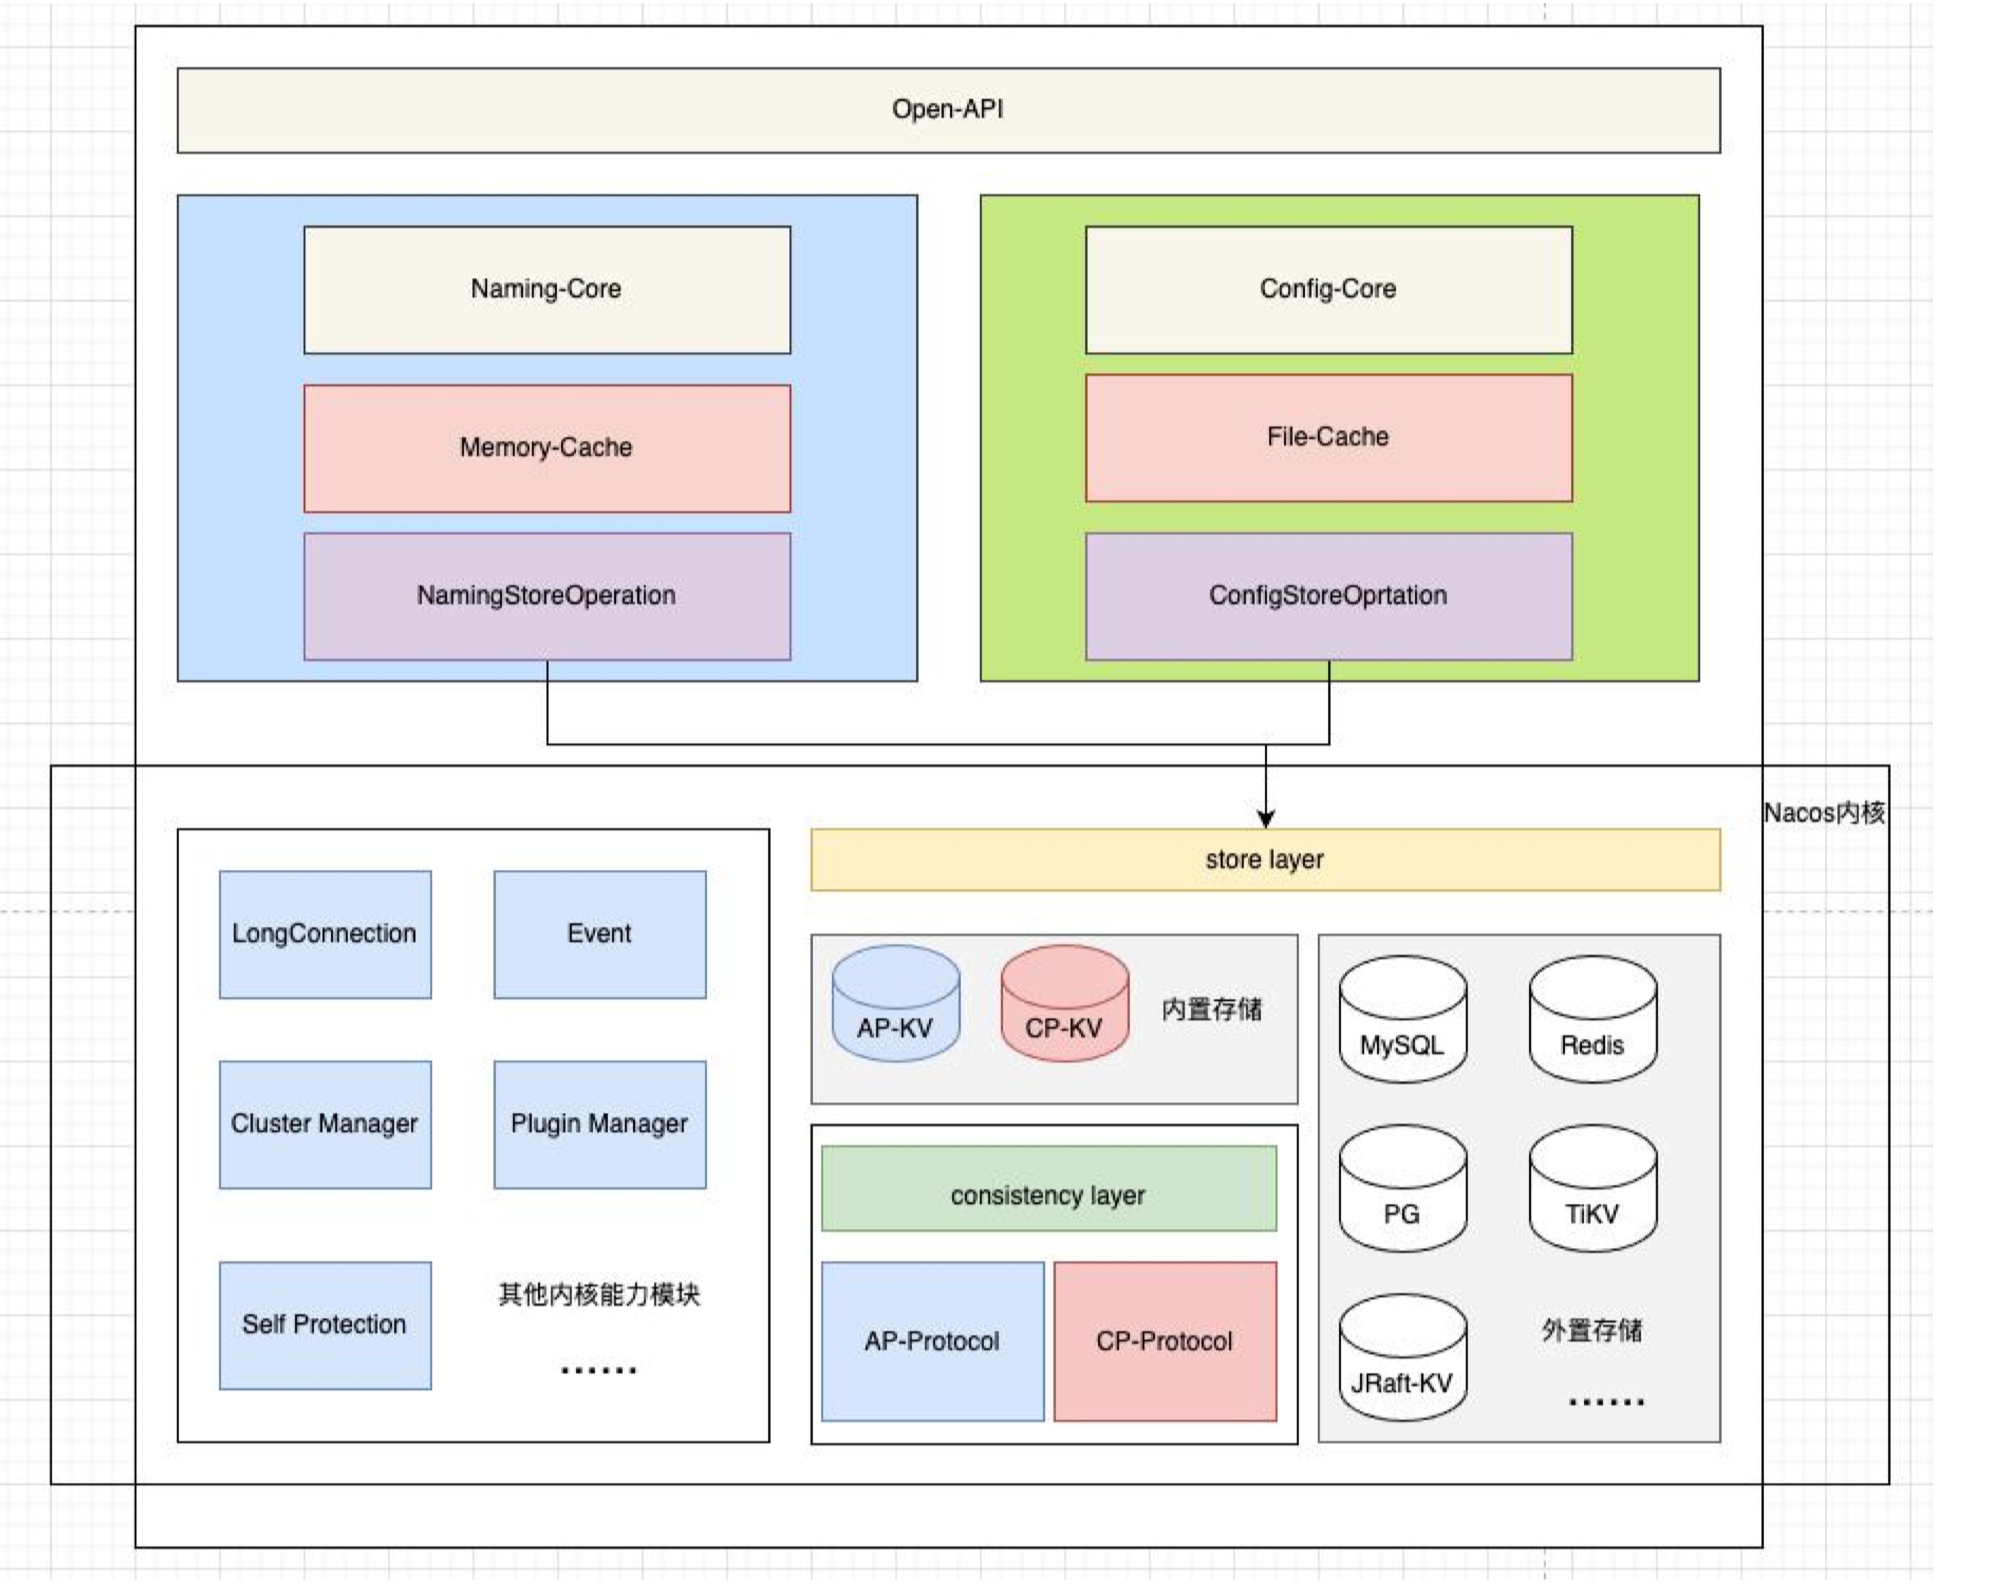 Open-API
Naming-Core
Memory-Cache
NamingStoreOperation
Config-Core
File-Cache
ConfigStoreOprtation
Nacos内核
LongConnection
Event
Cluster Manager
Plugin Manager
Self Protection
其他内核能力模块
......
store layer
AP-KV
CP-KV
内置存储
consistency layer
AP-Protocol
CP-Protocol
MySQL
Redis
PG
TiKV
JRaft-KV
外置存储
......